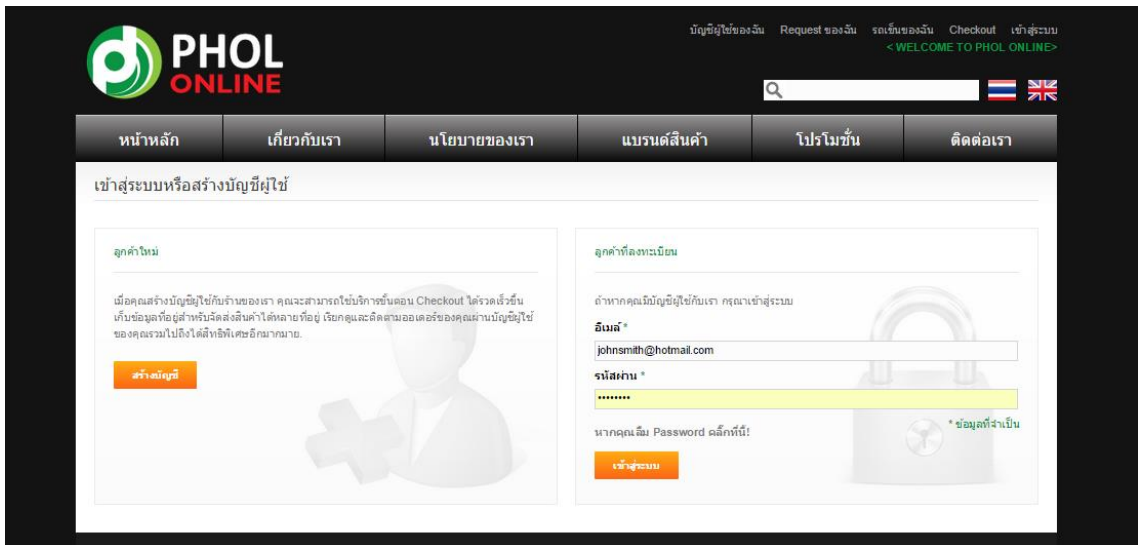 PHOL
ONLINE
บัญชีผู้ใช้ของฉัน Request ของฉัน รถเข็นของฉัน Checkout เข้าสู่ระบบ
< WELCOME TO PHOL ONLINE>
หน้าหลัก เกี่ยวกับเรา นโยบายของเรา แบรนด์สินค้า โปรโมชั่น ติดต่อเรา
เข้าสู่ระบบหรือสร้างบัญชีผู้ใช้
ลูกค้าใหม่
เมื่อคุณสร้างบัญชีผู้ใช้กับร้านของเรา คุณจะสามารถใช้บริการขั้นตอน Checkout ได้รวดเร็วขึ้น
เก็บข้อมูลที่อยู่สำหรับจัดส่งสินค้าได้หลายที่อยู่ เรียกดูและติดตามออเดอร์ของคุณผ่านบัญชีผู้ใช้
ของคุณรวมไปถึงได้สิทธิพิเศษอีกมากมาย.
สร้างบัญชี
ลูกค้าที่ลงทะเบียน
ถ้าหากคุณมีบัญชีผู้ใช้กับเรา กรุณาเข้าสู่ระบบ
อีเมล์ *
johnsmith@hotmail.com
รหัสผ่าน *
••••••••
* ข้อมูลที่จำเป็น
หากคุณลืม Password คลิ๊กที่นี่!
เข้าสู่ระบบ